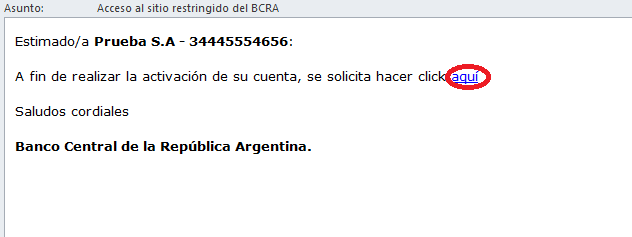 Asunto: Acceso al sitio restringido del BCRA
Estimado/a Prueba S.A - 34445554656:
A fin de realizar la activación de su cuenta, se solicita hacer click aquí
Saludos cordiales
Banco Central de la República Argentina.